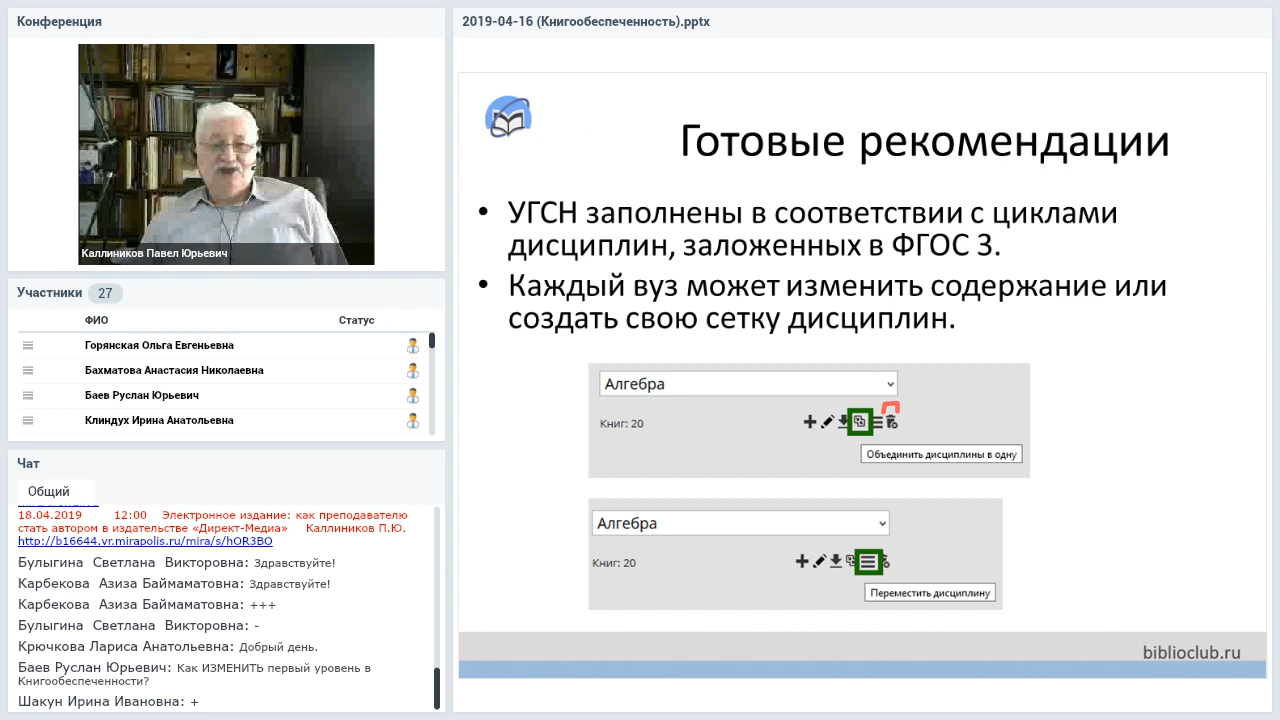 Конференция
Каллиников Павел Юрьевич
Участники 27
ФИО Статус
Горянская Ольга Евгеньевна
Бахматова Анастасия Николаевна
Баев Руслан Юрьевич
Клиндух Ирина Анатольевна
Чат
Общий
18.04.2019 12:00 Электронное издание: как преподавателю
стать автором в издательстве «Директ-Медиа» Каллиников П.Ю.
http://b16644.vr.mirapolis.ru/mira/s/hOR3BO
Булыгина Светлана Викторовна: Здравствуйте!
Карбекова Азиза Баймаматовна: Здравствуйте!
Карбекова Азиза Баймаматовна: +++
Булыгина Светлана Викторовна: -
Крючкова Лариса Анатольевна: Добрый день.
Баев Руслан Юрьевич: Как ИЗМЕНИТЬ первый уровень в
Книгообеспеченности?
Шакун Ирина Ивановна: +
2019-04-16 (Книгообеспеченность).pptx
Готовые рекомендации
• УГСН заполнены в соответствии с циклами
дисциплин, заложенных в ФГОС 3.
• Каждый вуз может изменить содержание или
создать свою сетку дисциплин.
Алгебра
Книг: 20
Объединить дисциплины в одну
Алгебра
Книг: 20
Переместить дисциплину
biblioclub.ru